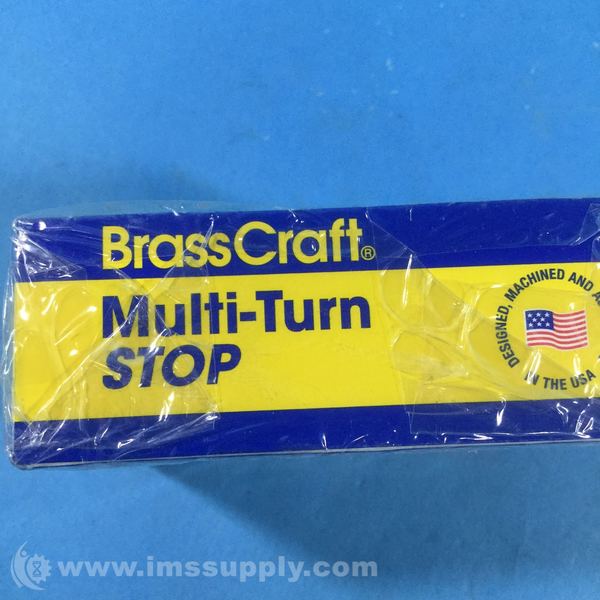 BrassCraft®
Multi-Turn
STOP
DESIGNED, MACHINED AND
IN THE USA
www.imssupply.com